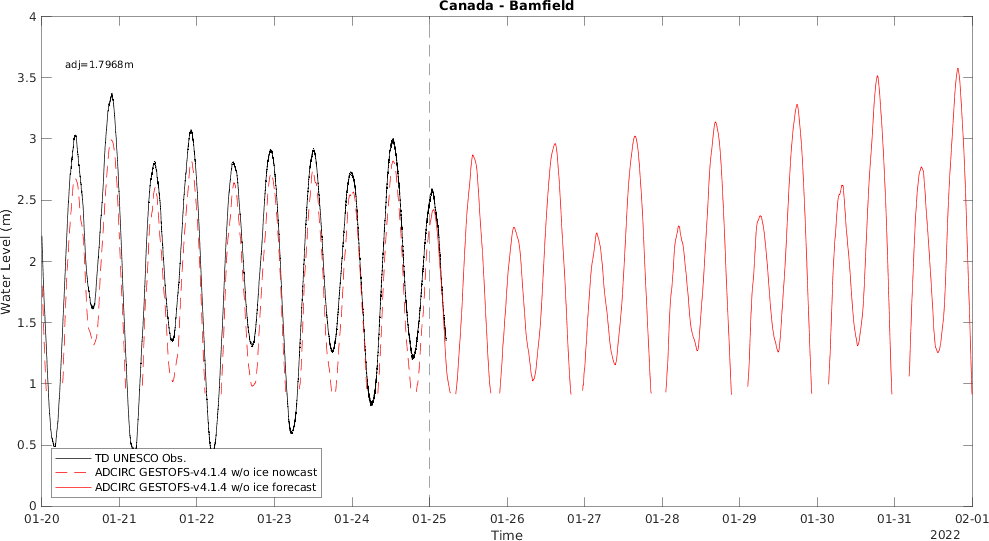 Canada - Bamfield
adj=1.7968m
Water Level (m)
4
3.5
3
2.5
2
1.5
1
0.5
0
TD UNESCO Obs.
ADCIRC GESTOFS-v4.1.4 w/o ice nowcast
ADCIRC GESTOFS-v4.1.4 w/o ice forecast
01-20 01-21 01-22 01-23 01-24 01-25 01-26 01-27 01-28 01-29 01-30 01-31 02-01
Time
2022